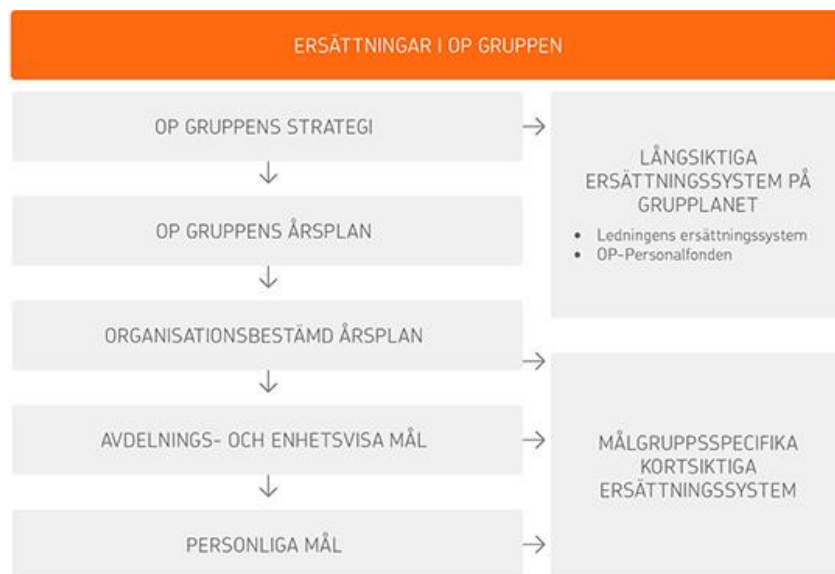 ERSÄTTNINGAR I OP GRUPPEN
OP GRUPPENS STRATEGI
OP GRUPPENS ÅRSPLAN
ORGANISATIONSBESTÄMD ÅRSPLAN
AVDELNINGS- OCH ENHETSVISA MÅL
PERSONLIGA MÅL
LÅNGSIKTIGA
ERSÄTTNINGSSYSTEM PÅ
GRUPPLANET
• Ledningens ersättningssystem
• OP-Personalfonden
MÅLGRUPPSSPECIFIKA
KORTSIKTIGA
ERSÄTTNINGSSYSTEM